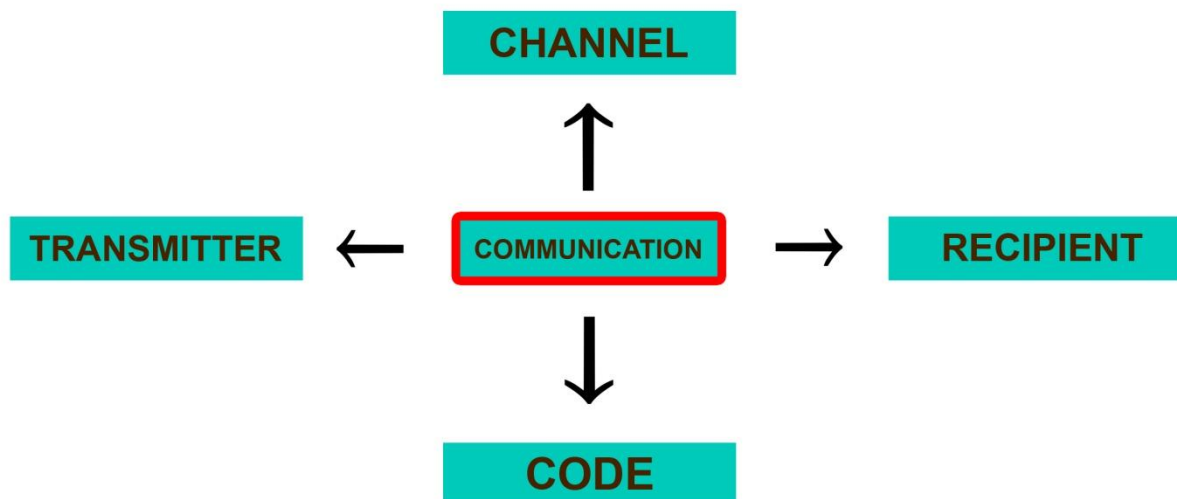 CHANNEL
TRANSMITTER
COMMUNICATION
RECIPIENT
CODE